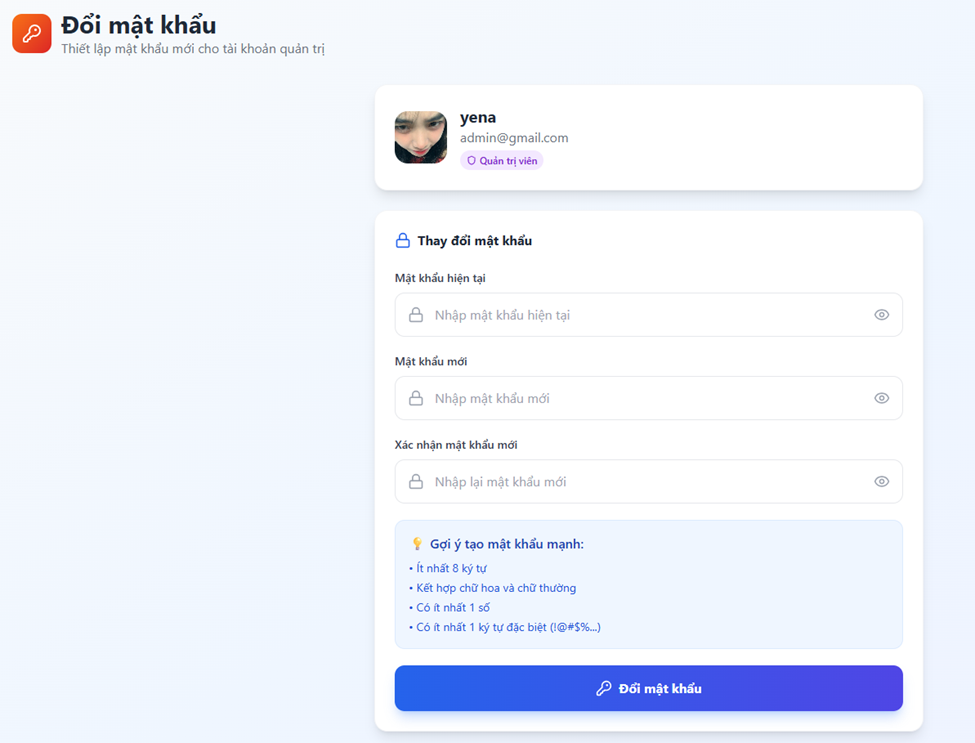 Đổi mật khẩu
Thiết lập mật khẩu mới cho tài khoản quản trị
yena
admin@gmail.com
Quản trị viên
Thay đổi mật khẩu
Mật khẩu hiện tại
Nhập mật khẩu hiện tại
Mật khẩu mới
Nhập mật khẩu mới
Xác nhận mật khẩu mới
Nhập lại mật khẩu mới
Gợi ý tạo mật khẩu mạnh:
• Ít nhất 8 ký tự
• Kết hợp chữ hoa và chữ thường
• Có ít nhất 1 số
• Có ít nhất 1 ký tự đặc biệt (!@#$%...)
Đổi mật khẩu